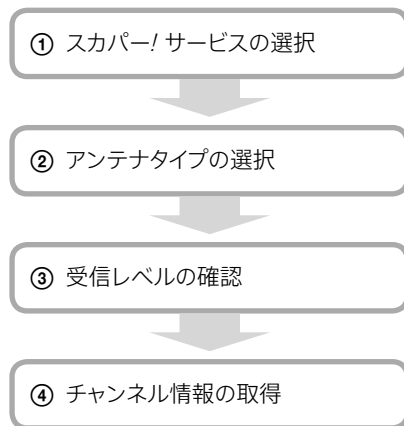 ① スカパー! サービスの選択
② アンテナタイプの選択
③ 受信レベルの確認
④ チャンネル情報の取得